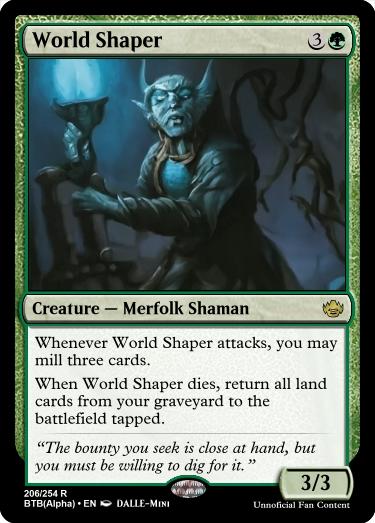 World Shaper 3
Creature — Merfolk Shaman
Whenever World Shaper attacks, you may
mill three cards.
When World Shaper dies, return all land
cards from your graveyard to the
battlefield tapped.
“The bounty you seek is close at hand, but
you must be willing to dig for it.”
3/3
206/254 R
BTB(Alpha) • EN DALLE-Mini
Unofficial Fan Content